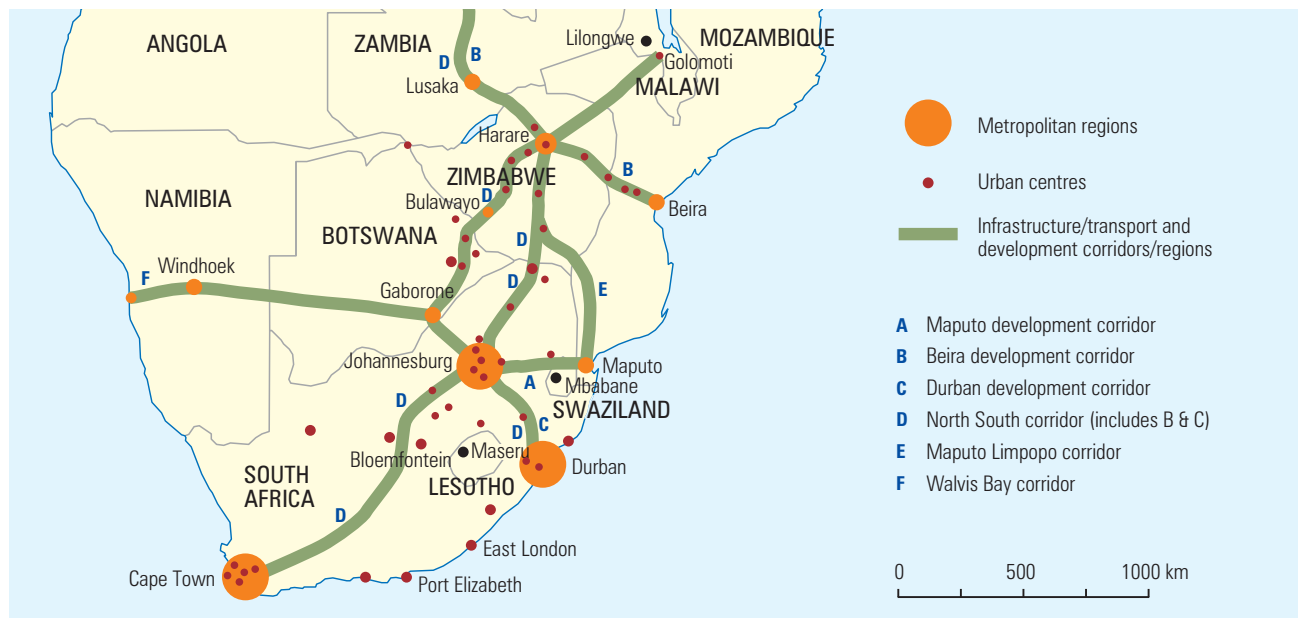 ANGOLA
ZAMBIA
Lilongwe
MOZAMBIQUE
D
B
Golomoti
Lusaka
MALAWI
Harare
ZIMBABWE
B
NAMIBIA
Bulawayo
D
Beira
BOTSWANA
D
Windhoek
F
D
Gaborone
E
Johannesburg
Maputo
A
Mbabane
D
SWAZILAND
C
D
Maseru
Bloemfontein
Durban
SOUTH
AFRICA
LESOTHO
D
East London
Cape Town
Port Elizabeth
Metropolitan regions
Urban centres
Infrastructure/transport and
development corridors/regions
A Maputo development corridor
B Beira development corridor
C Durban development corridor
D North South corridor (includes B & C)
E Maputo Limpopo corridor
F Walvis Bay corridor
0 500 1000 km